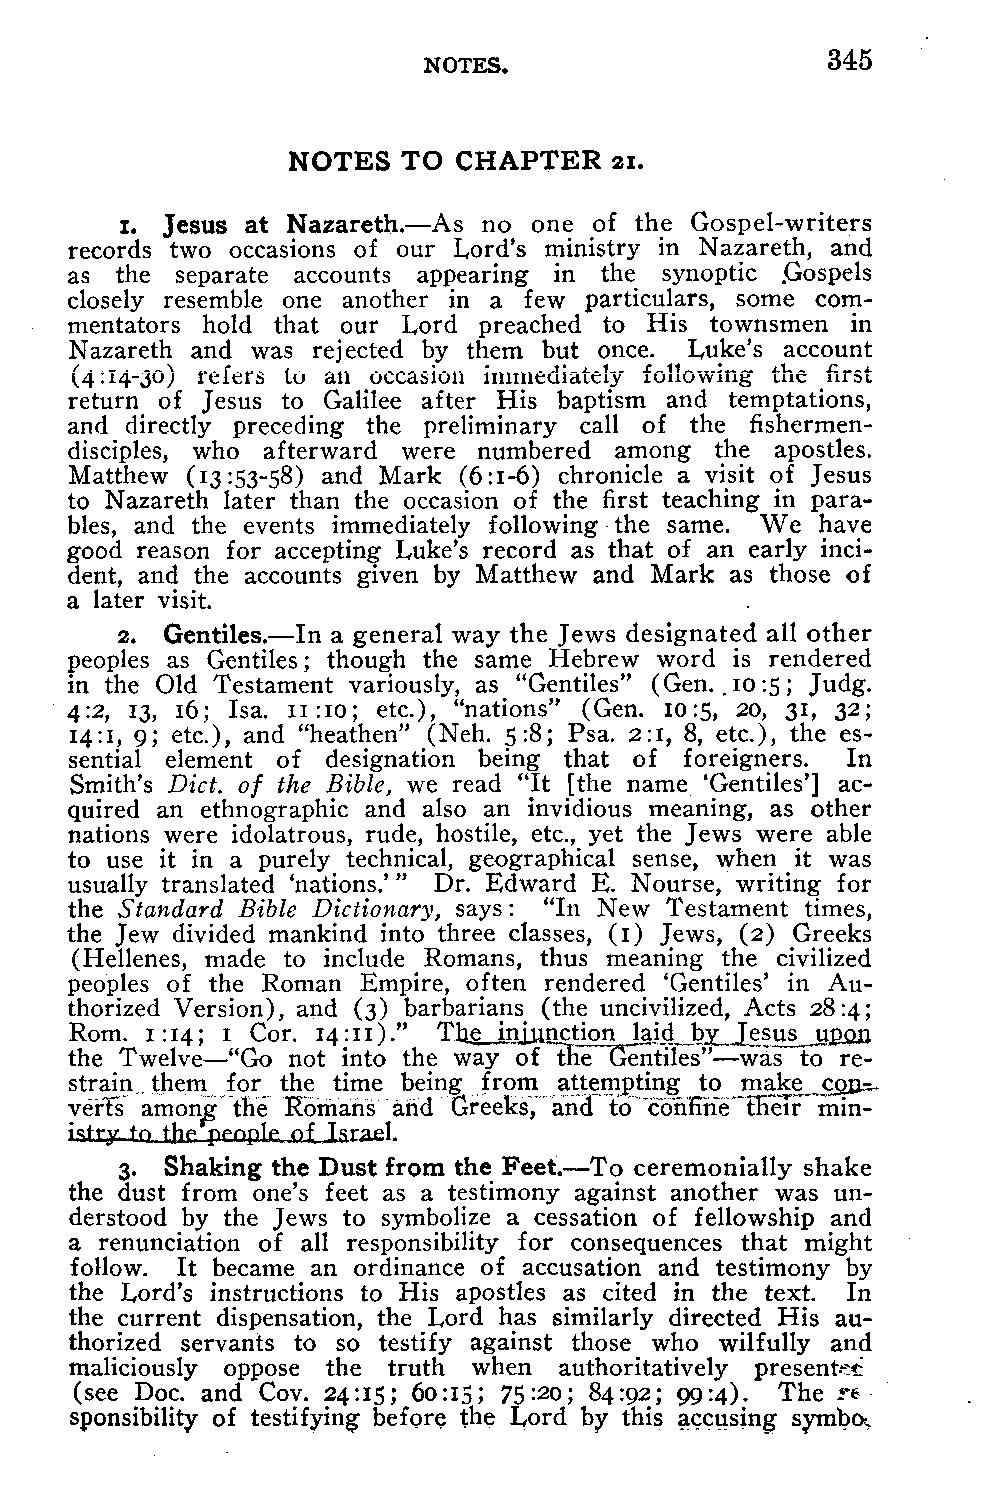 NOTES. 345
NOTES TO CHAPTER 21.
1. Jesus at Nazareth.—As no one of the Gospel-writers
records two occasions of our Lord's ministry in Nazareth, and
as the separate accounts appearing in the synoptic Gospels
closely resemble one another in a few particulars, some com-
mentators hold that our Lord preached to His townsmen in
Nazareth and was rejected by them but once. Luke's account
(4:14-30) refers to an occasion immediately following the first
return of Jesus to Galilee after His baptism and temptations,
and directly preceding the preliminary call of the fishermen-
disciples, who afterward were numbered among the apostles.
Matthew (13:53-58) and Mark (6:1-6) chronicle a visit of Jesus
to Nazareth later than the occasion of the first teaching in para-
bles, and the events immediately following the same. We have
good reason for accepting Luke's record as that of an early inci-
dent, and the accounts given by Matthew and Mark as those of
a later visit.
2. Gentiles.—In a general way the Jews designated all other
peoples as Gentiles; though the same Hebrew word is rendered
in the Old Testament variously, as "Gentiles" (Gen. 10:5; Judg.
4:2, 13, 16; Isa. 11:10; etc.), "nations" (Gen. 10:5, 20, 31, 32;
14:1, 9; etc.), and "heathen" (Neh. 5:8; Psa. 2:1, 8, etc.), the es-
sential element of designation being that of foreigners. In
Smith's Dict. of the Bible, we read "It [the name 'Gentiles'] ac-
quired an ethnographic and also an invidious meaning, as other
nations were idolatrous, rude, hostile, etc., yet the Jews were able
to use it in a purely technical, geographical sense, when it was
usually translated 'nations.'" Dr. Edward E. Nourse, writing for
the Standard Bible Dictionary, says: "In New Testament times,
the Jew divided mankind into three classes, (1) Jews, (2) Greeks
(Hellenes, made to include Romans, thus meaning the civilized
peoples of the Roman Empire, often rendered 'Gentiles' in Au-
thorized Version), and (3) barbarians (the uncivilized, Acts 28:4;
Rom. 1:14; 1 Cor. 14:11)." The injunction laid by Jesus upon
the Twelve—"Go not into the way of the Gentiles"—was to re-
strain them for the time being from attempting to make con-
verts among the Romans and Greeks, and to confine their min-
istry to the people of Israel.
3. Shaking the Dust from the Feet.—To ceremonially shake
the dust from one's feet as a testimony against another was un-
derstood by the Jews to symbolize a cessation of fellowship and
a renunciation of all responsibility for consequences that might
follow. It became an ordinance of accusation and testimony by
the Lord's instructions to His apostles as cited in the text. In
the current dispensation, the Lord has similarly directed His au-
thorized servants to so testify against those who wilfully and
maliciously oppose the truth when authoritatively presented
(see Doc. and Cov. 24:15; 60:15; 75:20; 84:92; 99:4). The re-
sponsibility of testifying before the Lord by this accusing symbol